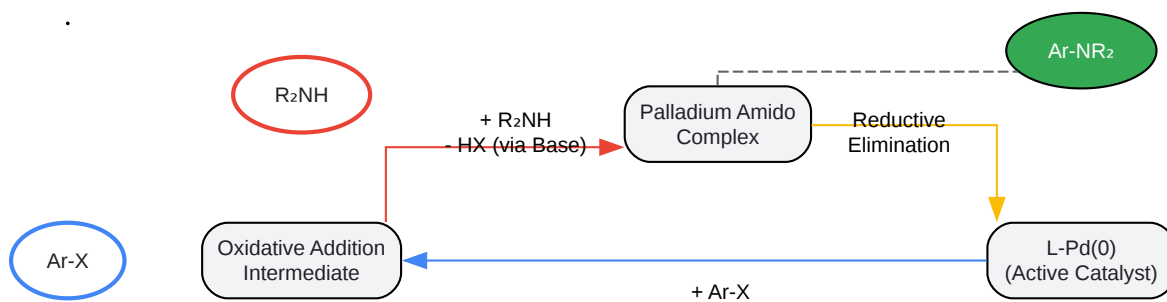 .
Ar-NR₂
R₂NH
+ R₂NH
- HX (via Base)
Palladium Amido
Complex
Reductive
Elimination
Ar-X
Oxidative Addition
Intermediate
L-Pd(0)
(Active Catalyst)
+ Ar-X